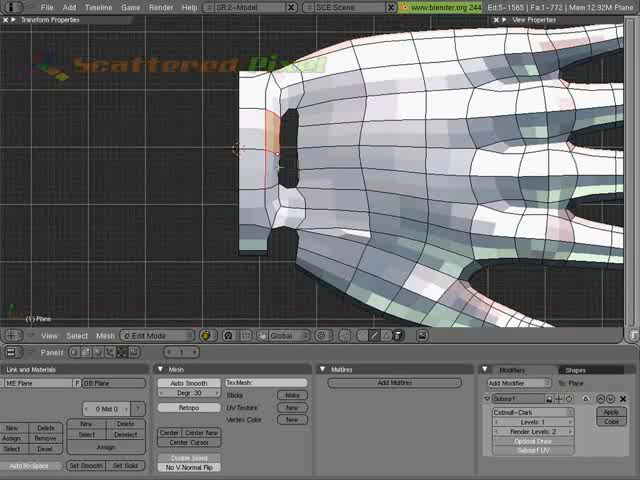 File Add Timeline Game Render Help SR:2-Model SCE:Scene www.blender.org 244 Ed:5-1565 | Fa:1-772 | Mem:12.92M Plane
Transform Properties View Properties
Scattered Pixel
(1) Plane
View Select Mesh Edit Mode Global
Panels 1
Link and Materials Mesh Multires Modifiers Shapes
ME:Plane F OB:Plane Auto Smooth TexMesh: Add Multires Add Modifier To: Plane
Degr: 30 Sticky Make Subsurf
0 Mat 0 ? Retopo UV Texture New Catmull-Clark Apply
New Delete New Delete Vertex Color New Levels: 1 Copy
Assign Remove Select Deselect Center Center New Render Levels: 2
Select Assign Center Cursor Optimal Draw
Double Sided Subsurf UV
AutoTexSpace Set Smooth Set Solid No V.Normal Flip